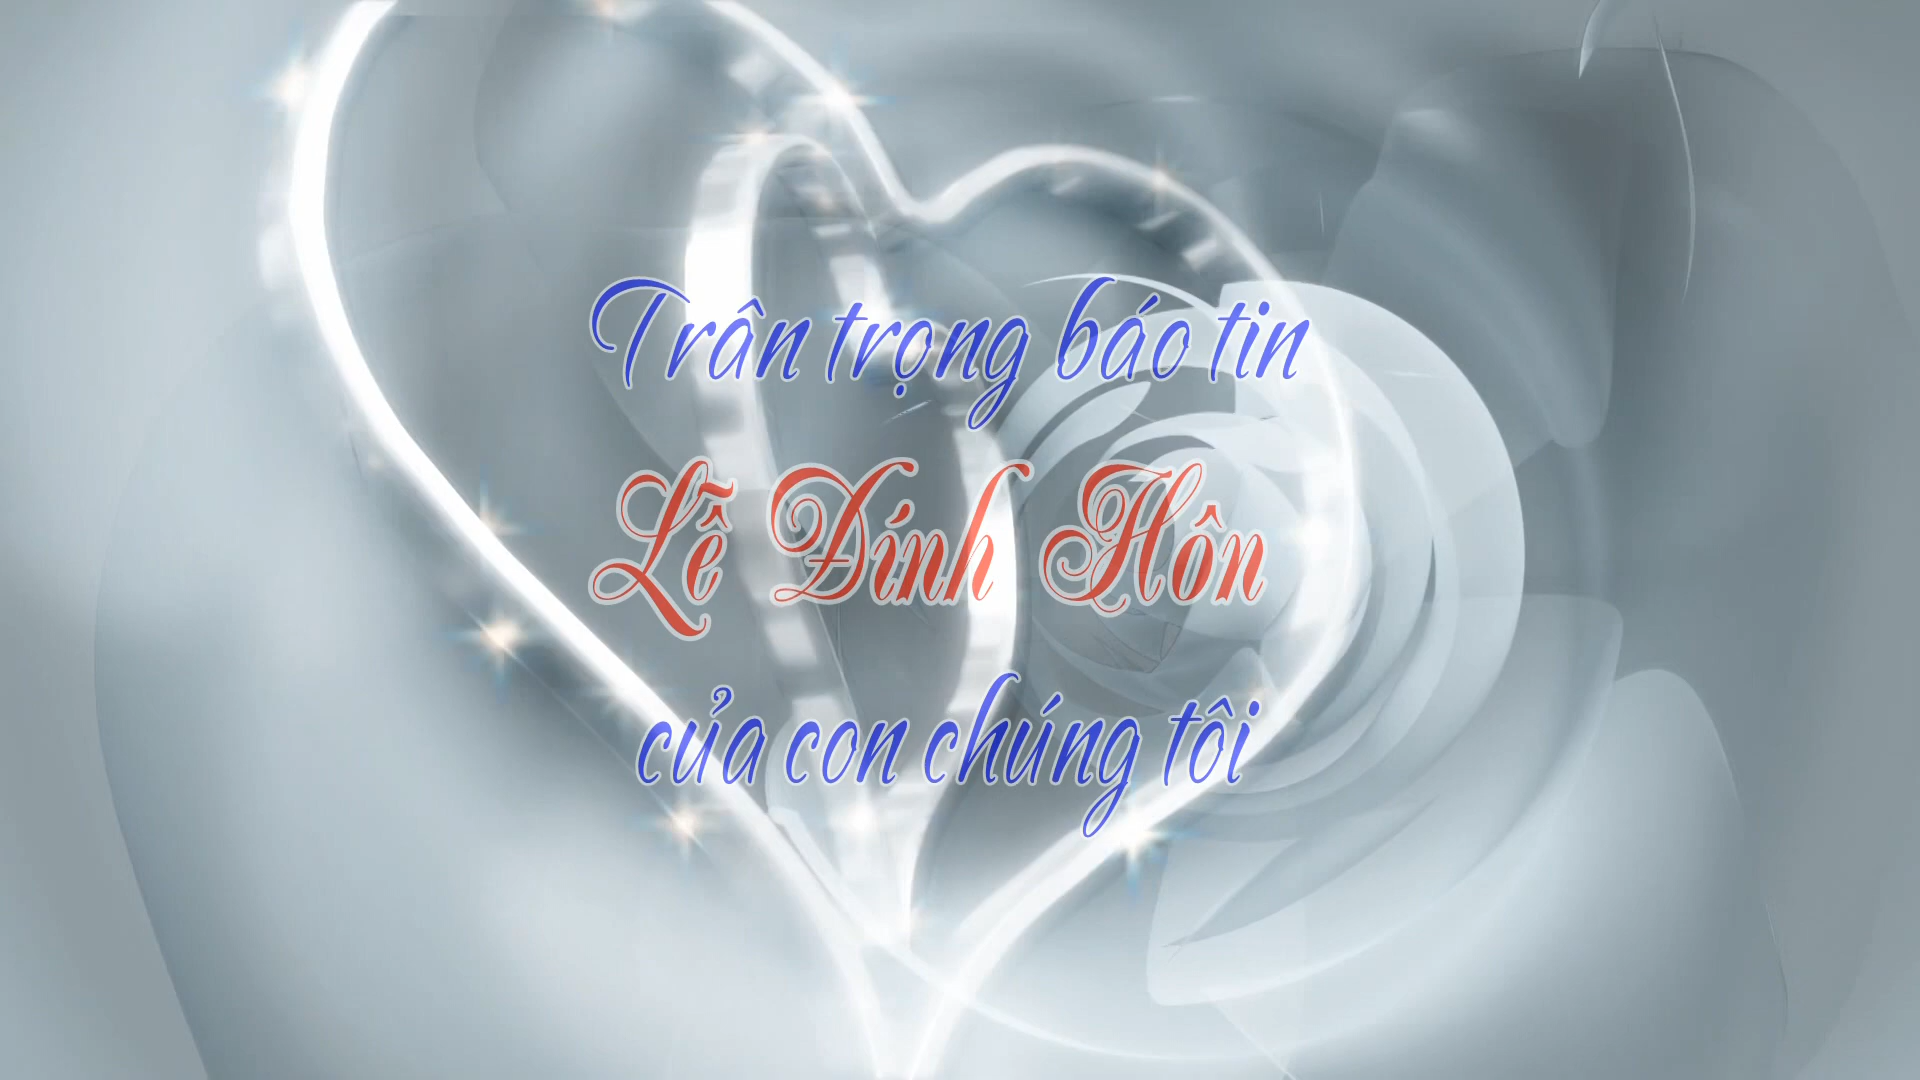 Trân trọng báo tin
Lễ Đính Hôn
của con chúng tôi